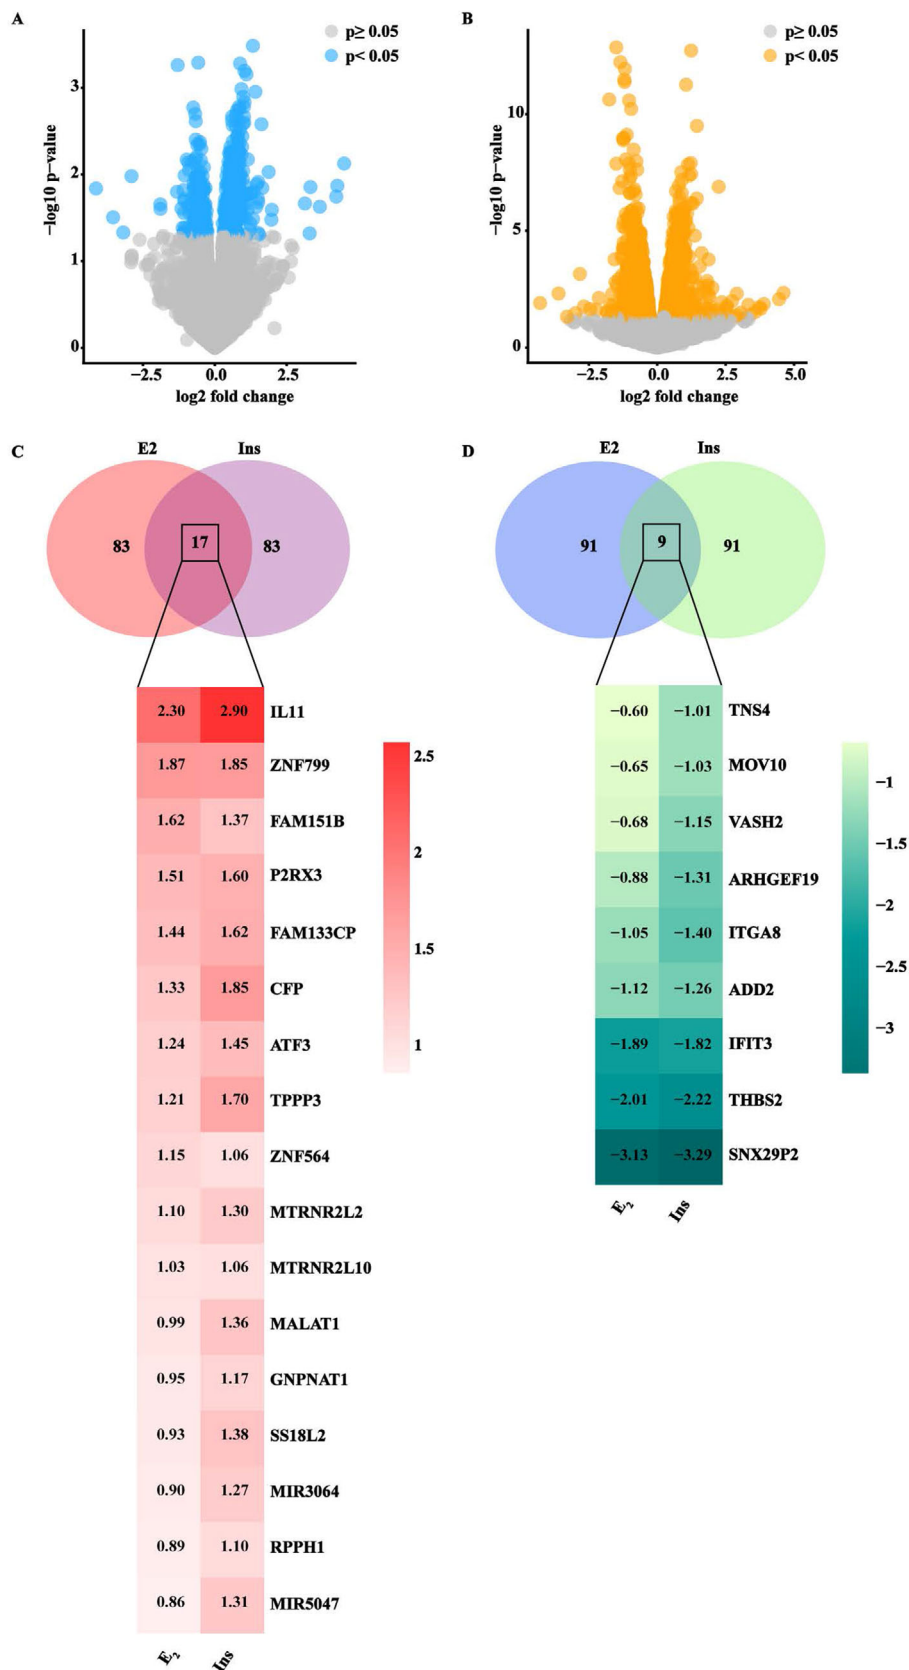 A
p≥ 0.05
p< 0.05
3
2
1
0
−log10 p−value
−2.5 0.0 2.5
log2 fold change
B
p≥ 0.05
p< 0.05
10
5
0
−log10 p−value
−2.5 0.0 2.5 5.0
log2 fold change
C
E2 Ins
83 17 83
2.30 2.90 IL11
1.87 1.85 ZNF799
1.62 1.37 FAM151B
1.51 1.60 P2RX3
1.44 1.62 FAM133CP
1.33 1.85 CFP
1.24 1.45 ATF3
1.21 1.70 TPPP3
1.15 1.06 ZNF564
1.10 1.30 MTRNR2L2
1.03 1.06 MTRNR2L10
0.99 1.36 MALAT1
0.95 1.17 GNPNAT1
0.93 1.38 SS18L2
0.90 1.27 MIR3064
0.89 1.10 RPPH1
0.86 1.31 MIR5047
E₂ Ins
2.5
2
1.5
1
D
E2 Ins
91 9 91
−0.60 −1.01 TNS4
−0.65 −1.03 MOV10
−0.68 −1.15 VASH2
−0.88 −1.31 ARHGEF19
−1.05 −1.40 ITGA8
−1.12 −1.26 ADD2
−1.89 −1.82 IFIT3
−2.01 −2.22 THBS2
−3.13 −3.29 SNX29P2
E₂ Ins
−1
−1.5
−2
−2.5
−3